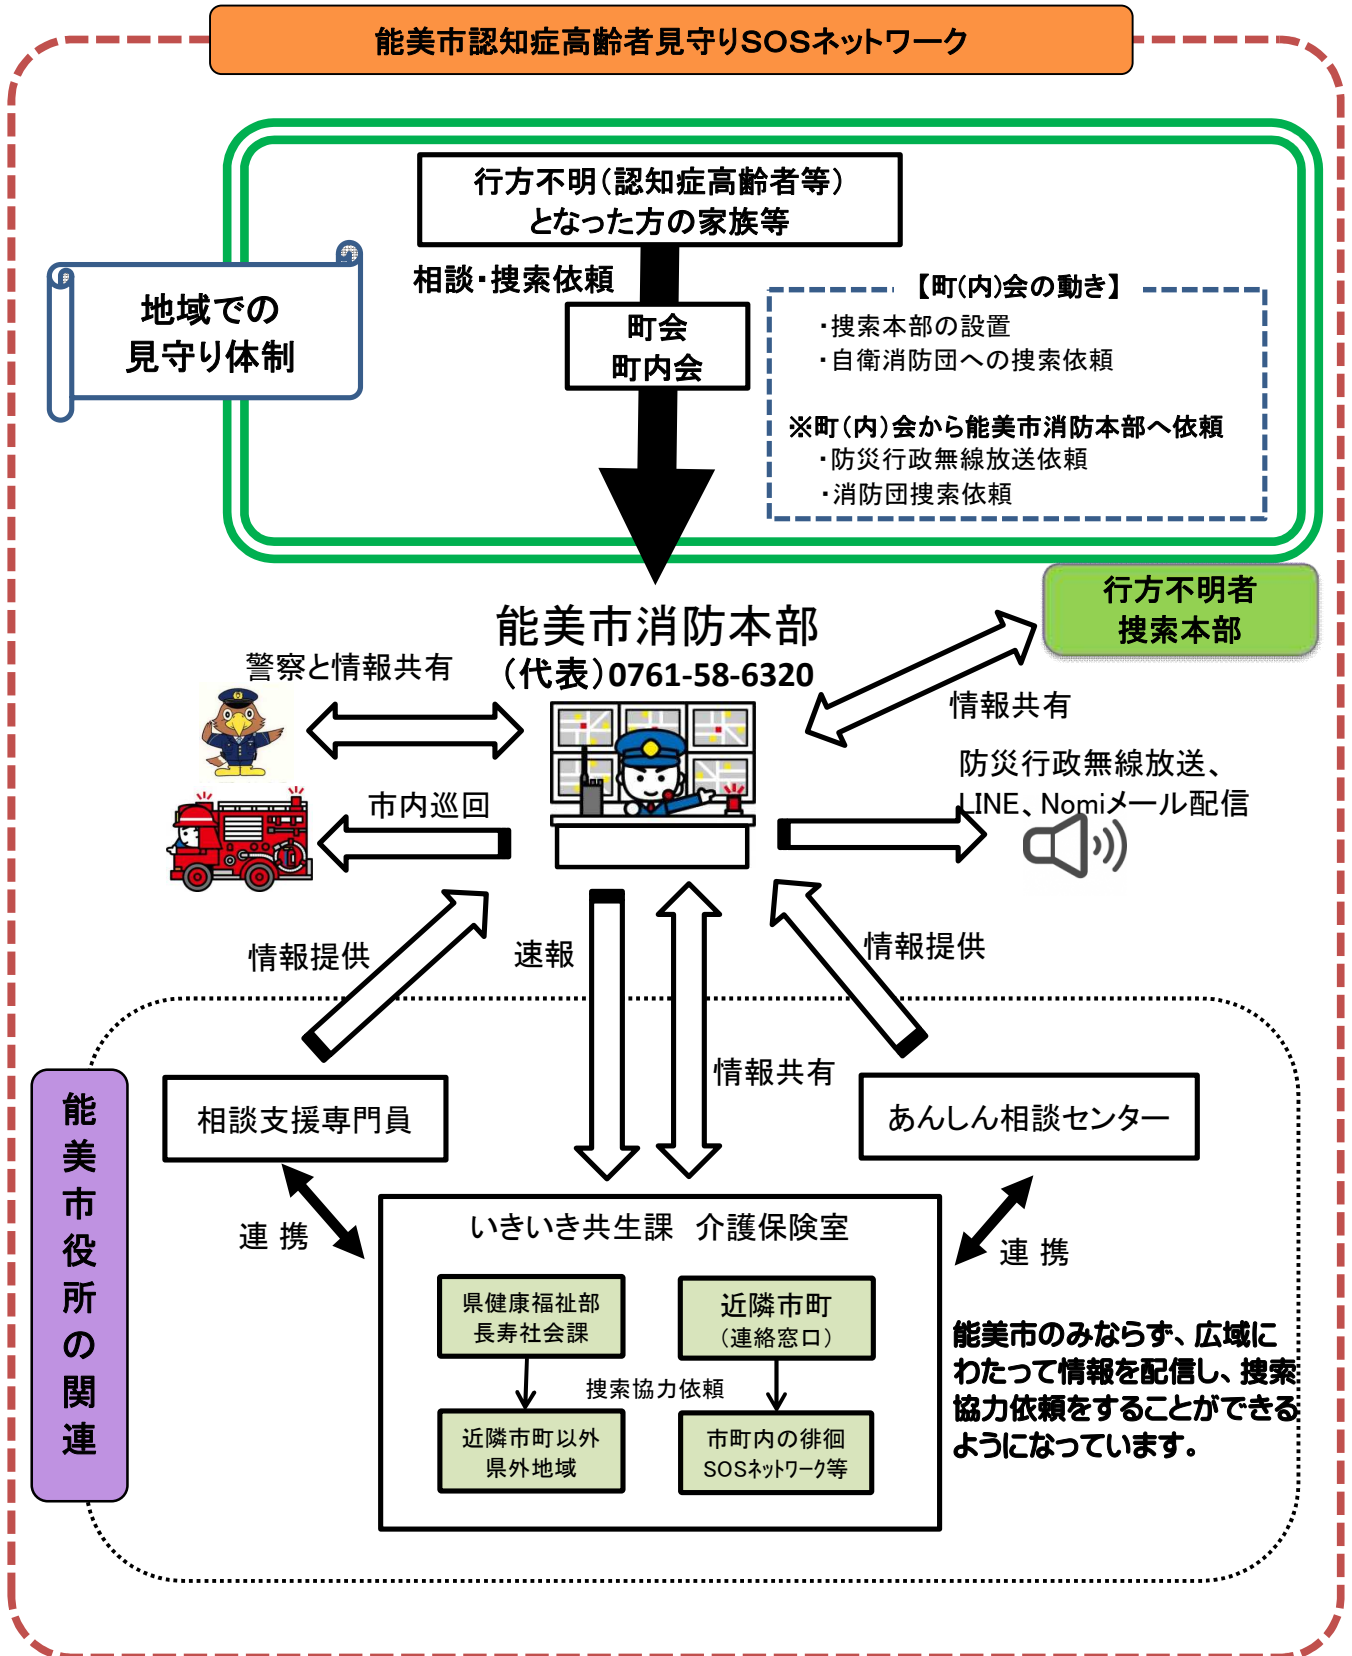 能美市認知症高齢者見守りSOSネットワーク
行方不明(認知症高齢者等)
となった方の家族等
相談・捜索依頼
地域での
見守り体制
町会
町内会
【町(内)会の動き】
・捜索本部の設置
・自衛消防団への捜索依頼
※町(内)会から能美市消防本部へ依頼
・防災行政無線放送依頼
・消防団捜索依頼
行方不明者
捜索本部
能美市消防本部
(代表)0761-58-6320
警察と情報共有
情報共有
市内巡回
防災行政無線放送、
LINE、Nomiメール配信
情報提供
速報
情報提供
情報共有
能美市役所の関連
相談支援専門員
あんしん相談センター
連 携
連 携
いきいき共生課 介護保険室
県健康福祉部
長寿社会課
近隣市町
(連絡窓口)
捜索協力依頼
近隣市町以外
県外地域
市町内の徘徊
SOSネットワーク等
能美市のみならず、広域に
わたって情報を配信し、捜索
協力依頼をすることができる
ようになっています。